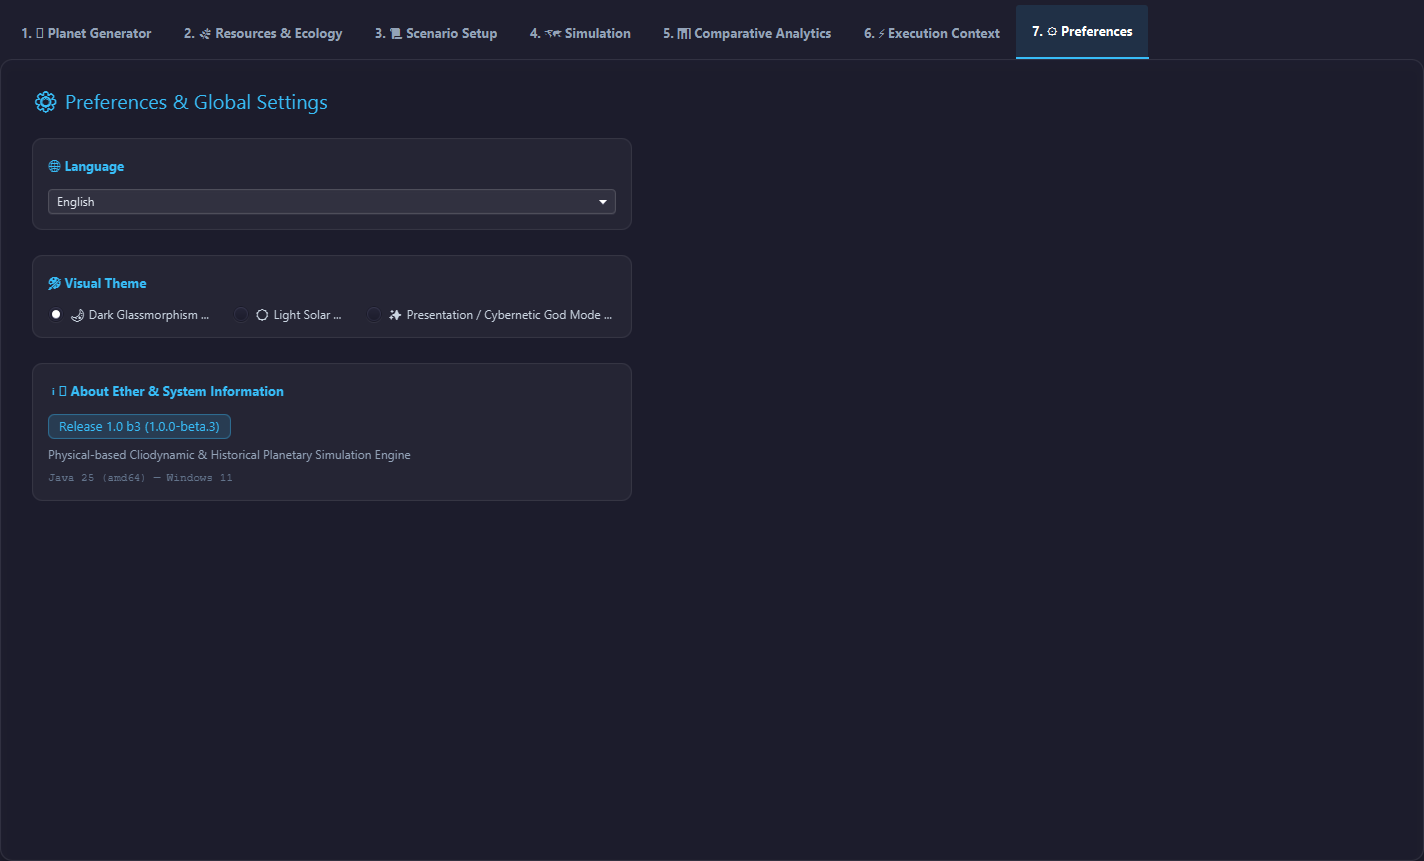 1. Planet Generator
2. Resources & Ecology
3. Scenario Setup
4. Simulation
5. Comparative Analytics
6. ⚡ Execution Context
7. ⚙ Preferences
Preferences & Global Settings
Language
English
Visual Theme
Dark Glassmorphism ...
Light Solar ...
Presentation / Cybernetic God Mode ...
About Ether & System Information
Release 1.0 b3 (1.0.0-beta.3)
Physical-based Cliodynamic & Historical Planetary Simulation Engine
Java 25 (amd64) — Windows 11